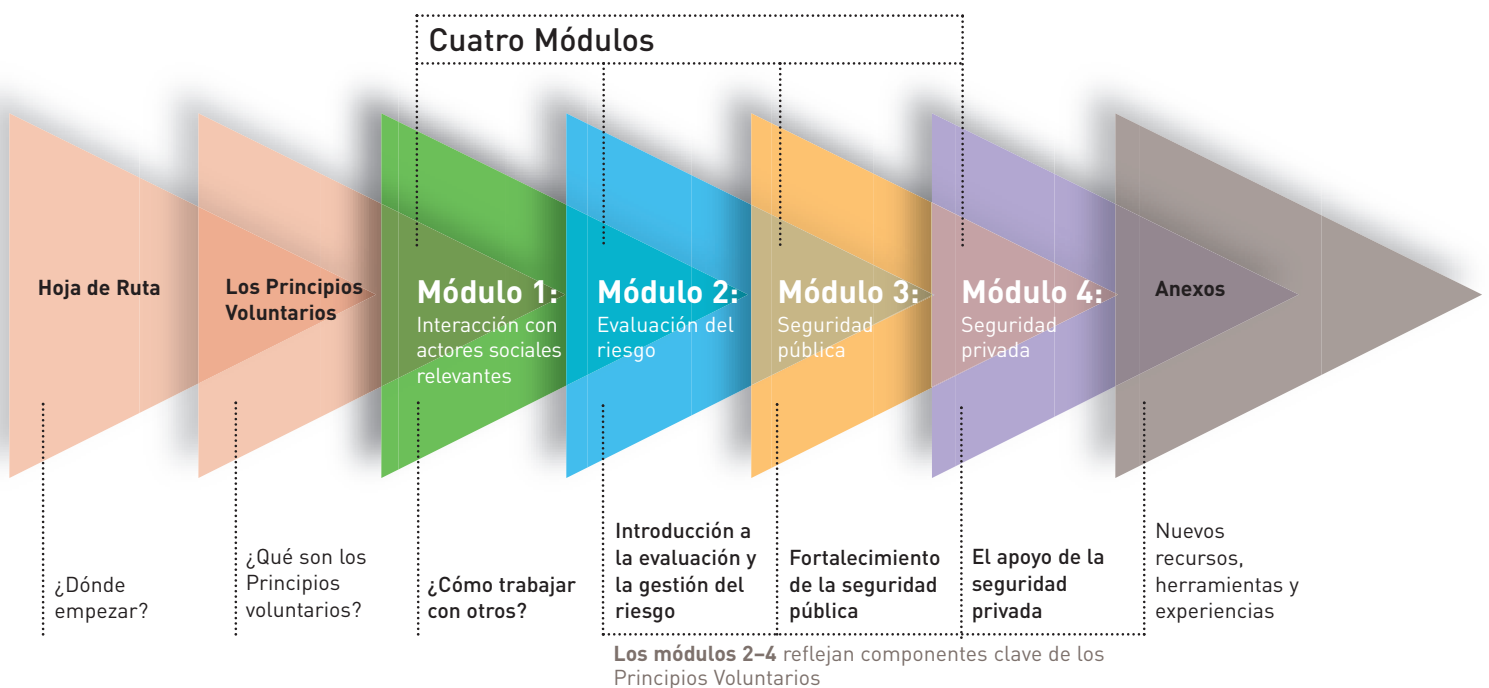 Cuatro Módulos
Hoja de Ruta
Los Principios
Voluntarios
Módulo 1:
Interacción con
actores sociales
relevantes
Módulo 2:
Evaluación del
riesgo
Módulo 3:
Seguridad
pública
Módulo 4:
Seguridad
privada
Anexos
¿Dónde
empezar?
¿Qué son los
Principios
voluntarios?
¿Cómo trabajar
con otros?
Introducción a
la evaluación y
la gestión del
riesgo
Fortalecimiento
de la seguridad
pública
El apoyo de la
seguridad
privada
Nuevos
recursos,
herramientas y
experiencias
Los módulos 2–4 reflejan componentes clave de los
Principios Voluntarios